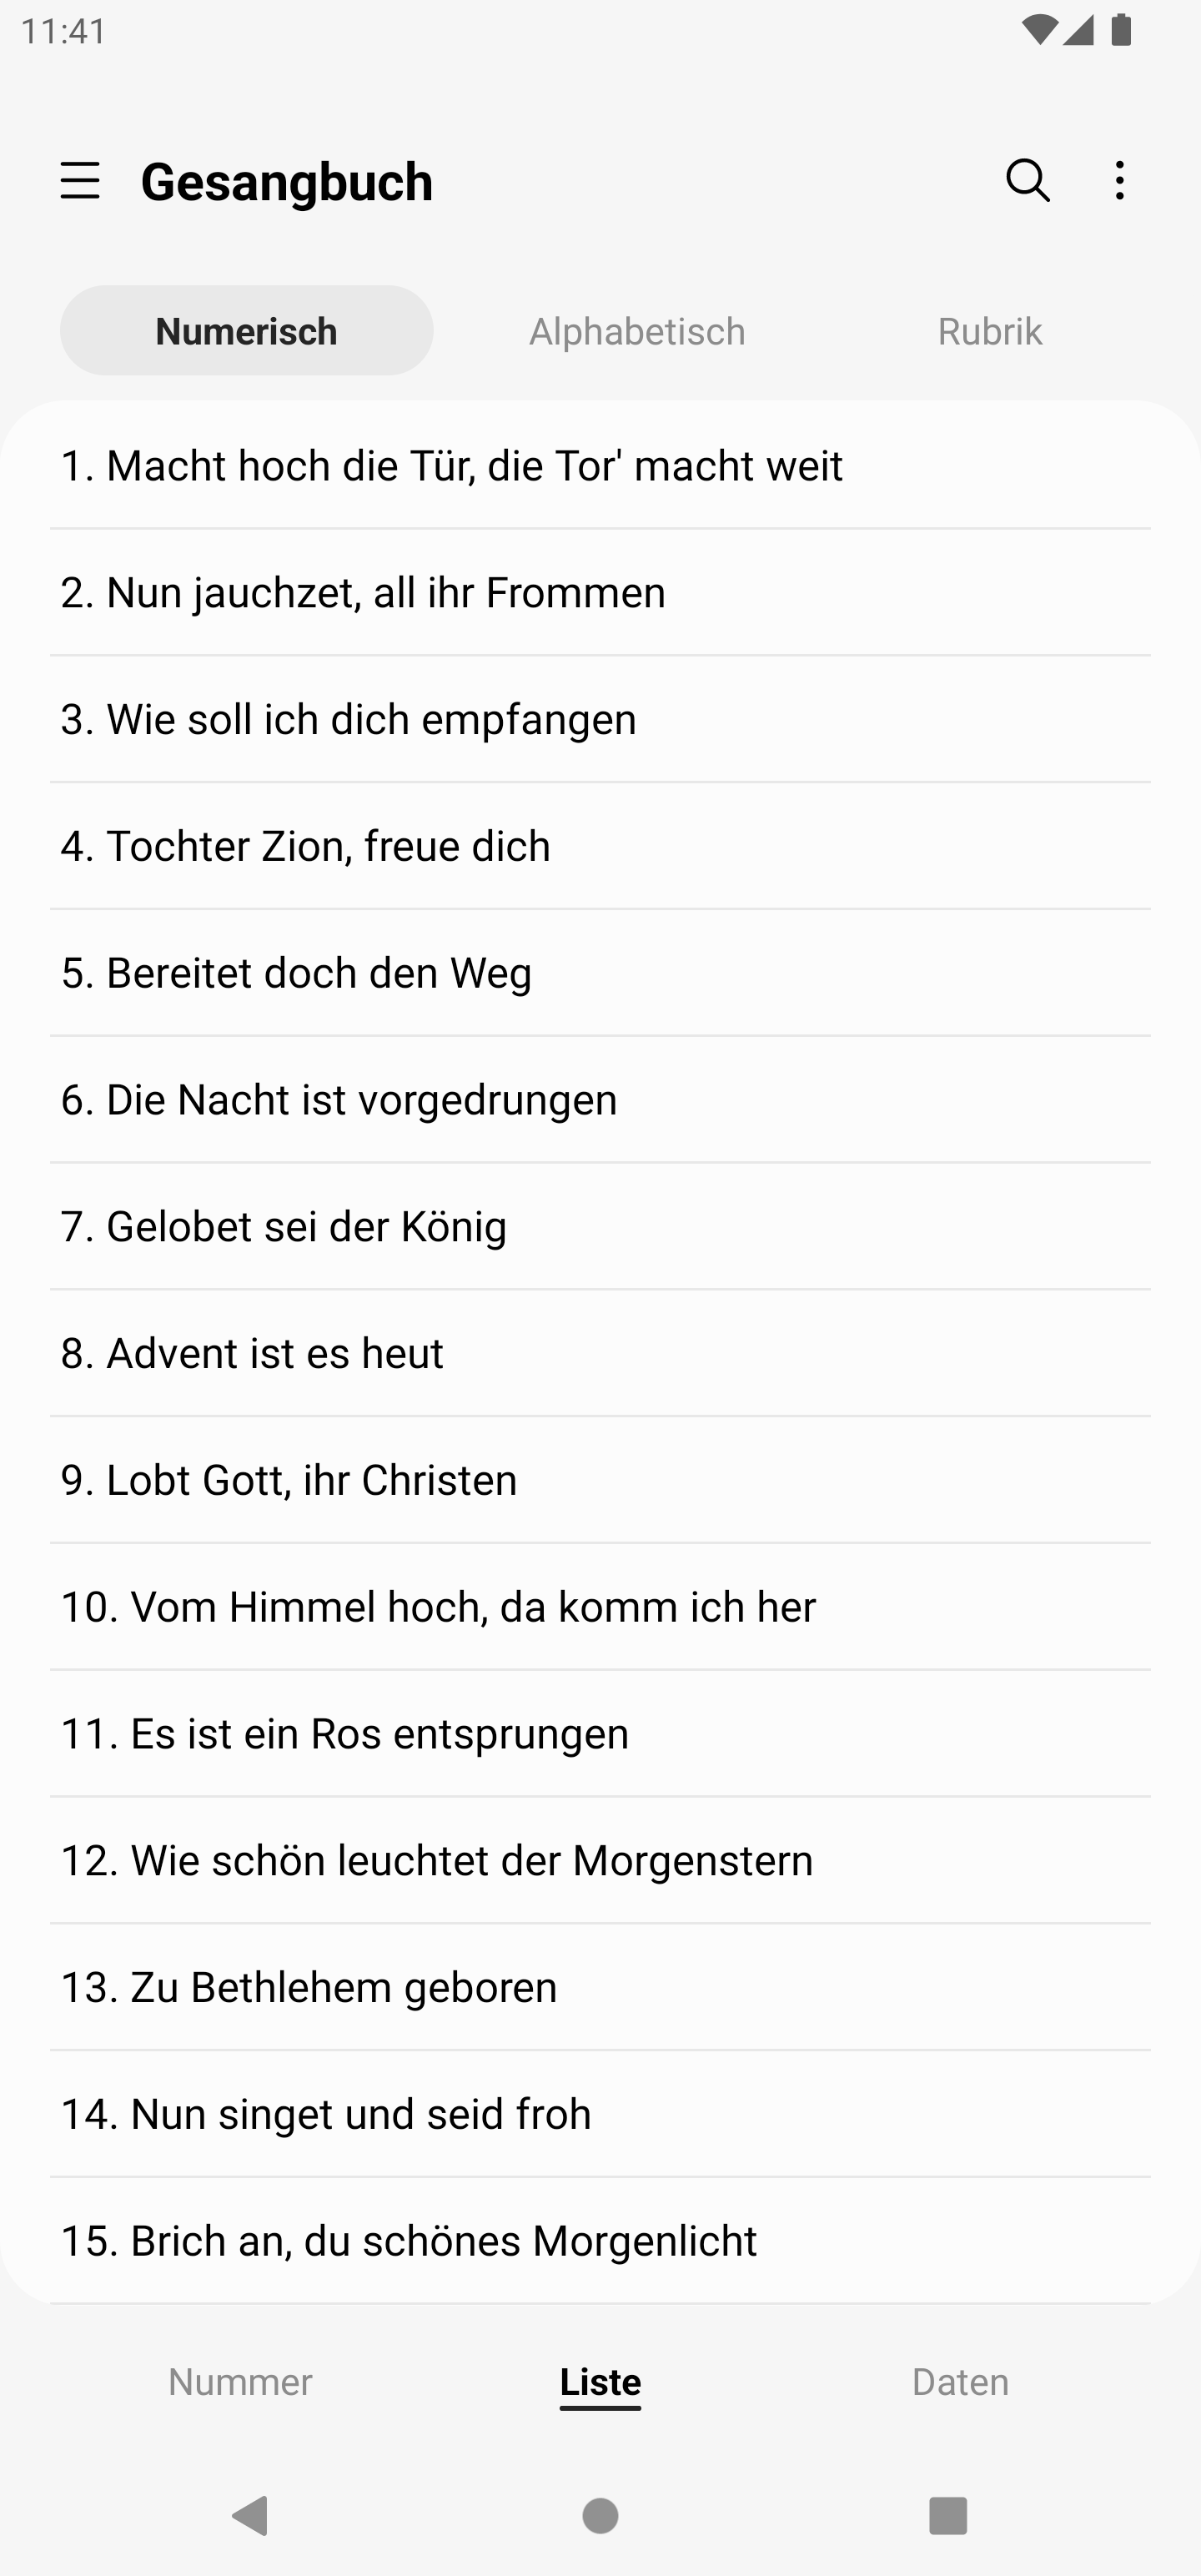 11:41
Gesangbuch
Numerisch Alphabetisch Rubrik
1. Macht hoch die Tür, die Tor' macht weit
2. Nun jauchzet, all ihr Frommen
3. Wie soll ich dich empfangen
4. Tochter Zion, freue dich
5. Bereitet doch den Weg
6. Die Nacht ist vorgedrungen
7. Gelobet sei der König
8. Advent ist es heut
9. Lobt Gott, ihr Christen
10. Vom Himmel hoch, da komm ich her
11. Es ist ein Ros entsprungen
12. Wie schön leuchtet der Morgenstern
13. Zu Bethlehem geboren
14. Nun singet und seid froh
15. Brich an, du schönes Morgenlicht
Nummer Liste Daten